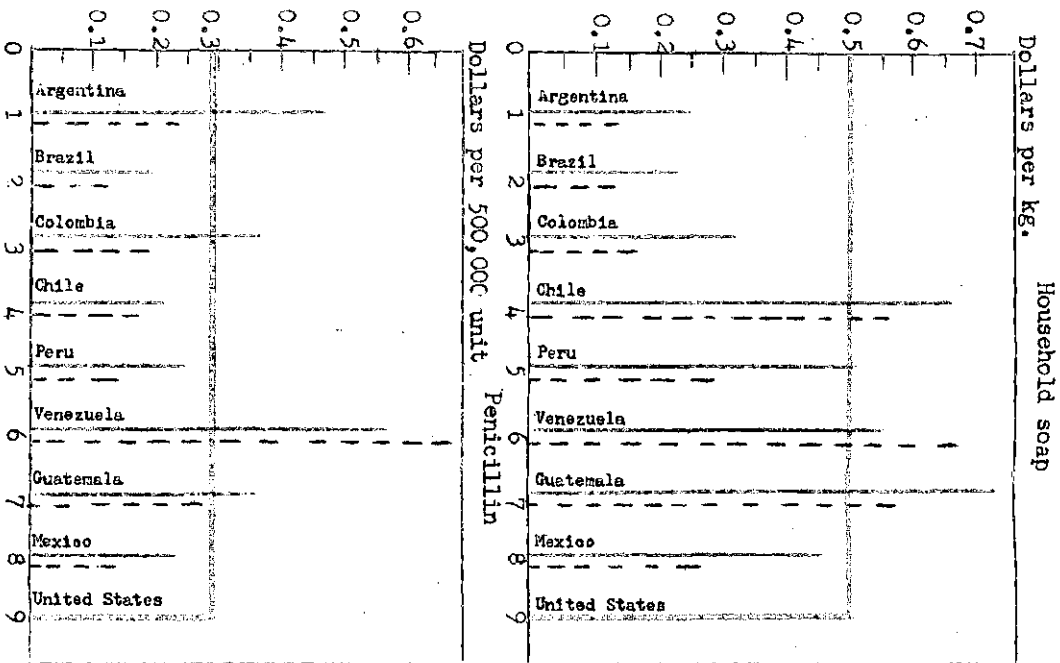 Household soap
Dollars per kg.
0.7
0.6
0.5
0.4
0.3
0.2
0.1
0
1
2
3
4
5
6
7
8
9
Argentina
Brazil
Colombia
Chile
Peru
Venezuela
Guatemala
Mexico
United States
Penicillin
Dollars per 500,000 unit
0.6
0.5
0.4
0.3
0.2
0.1
0
1
2
3
4
5
6
7
8
9
Argentina
Brazil
Colombia
Chile
Peru
Venezuela
Guatemala
Mexico
United States